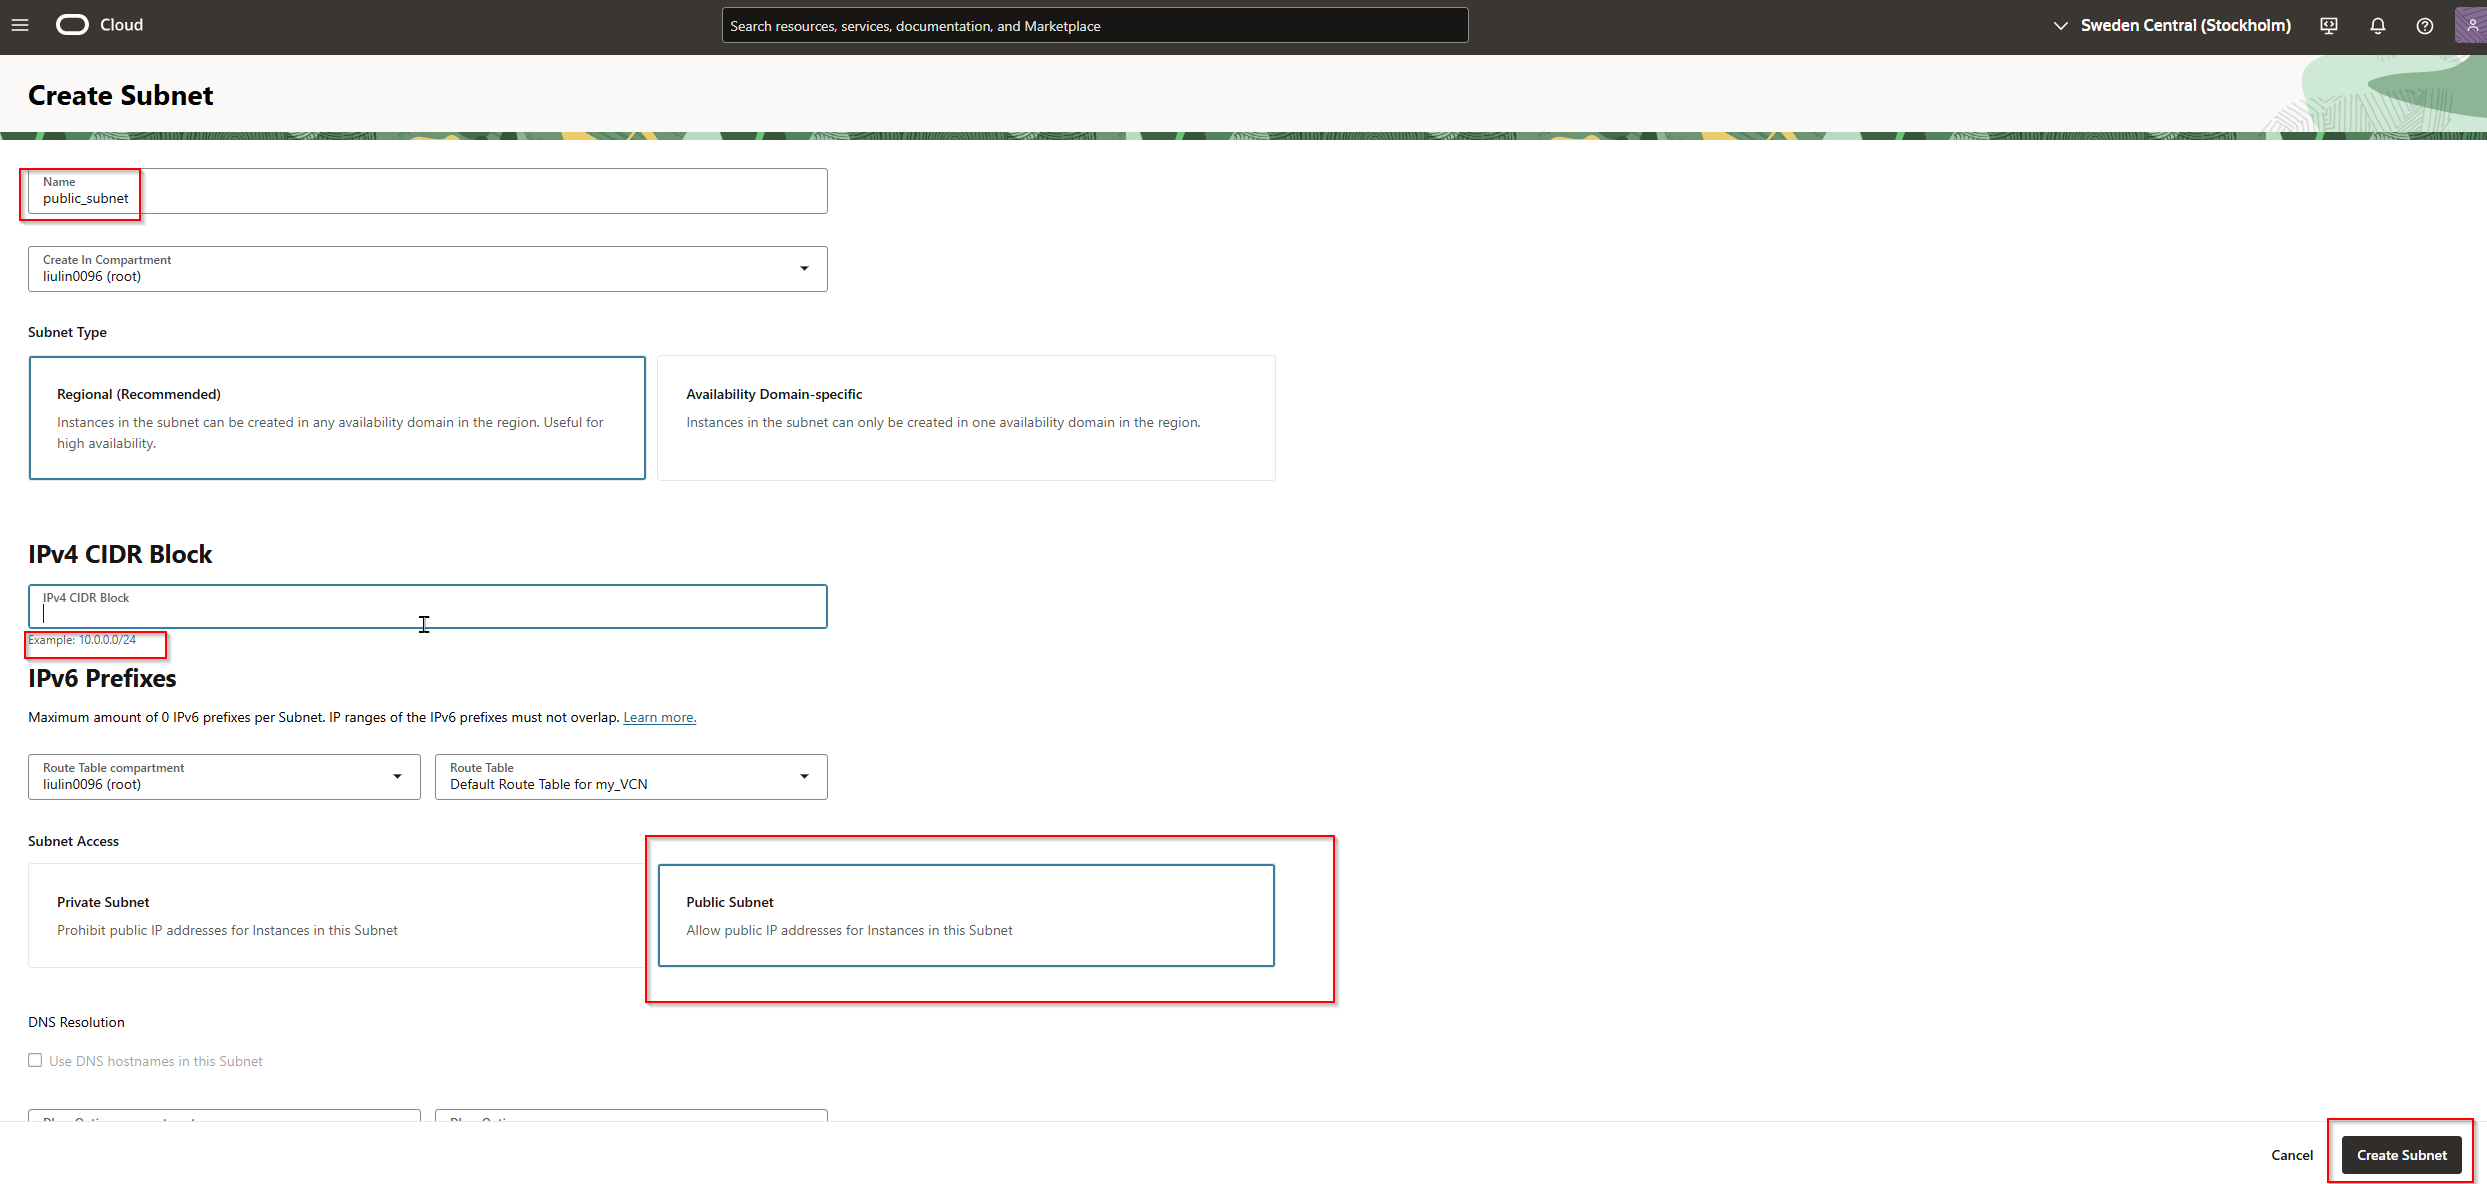 Cloud
Search resources, services, documentation, and Marketplace
Sweden Central (Stockholm)
Create Subnet
Name
public_subnet
Create In Compartment
liulin0096 (root)
Subnet Type
Regional (Recommended)
Instances in the subnet can be created in any availability domain in the region. Useful for
high availability.
Availability Domain-specific
Instances in the subnet can only be created in one availability domain in the region.
IPv4 CIDR Block
IPv4 CIDR Block
Example: 10.0.0.0/24
IPv6 Prefixes
Maximum amount of 0 IPv6 prefixes per Subnet. IP ranges of the IPv6 prefixes must not overlap. Learn more.
Route Table compartment
liulin0096 (root)
Route Table
Default Route Table for my_VCN
Subnet Access
Private Subnet
Prohibit public IP addresses for Instances in this Subnet
Public Subnet
Allow public IP addresses for Instances in this Subnet
DNS Resolution
Use DNS hostnames in this Subnet
Cancel
Create Subnet